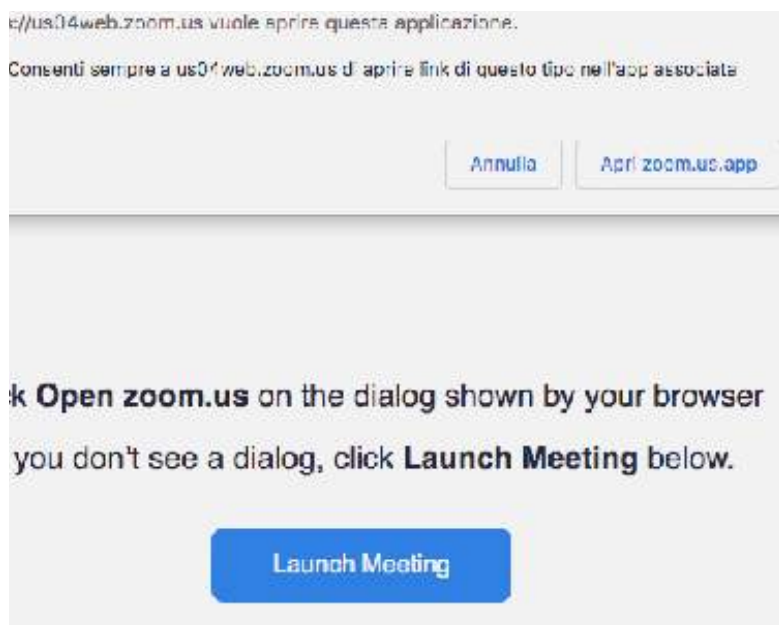 ://us04web.zoom.us vuole aprire questa applicazione.
Consenti sempre a us04web.zoom.us di aprire link di questo tipo nell'app associata
Annulla
Apri zoom.us.app
k Open zoom.us on the dialog shown by your browser
you don't see a dialog, click Launch Meeting below.
Launch Meeting